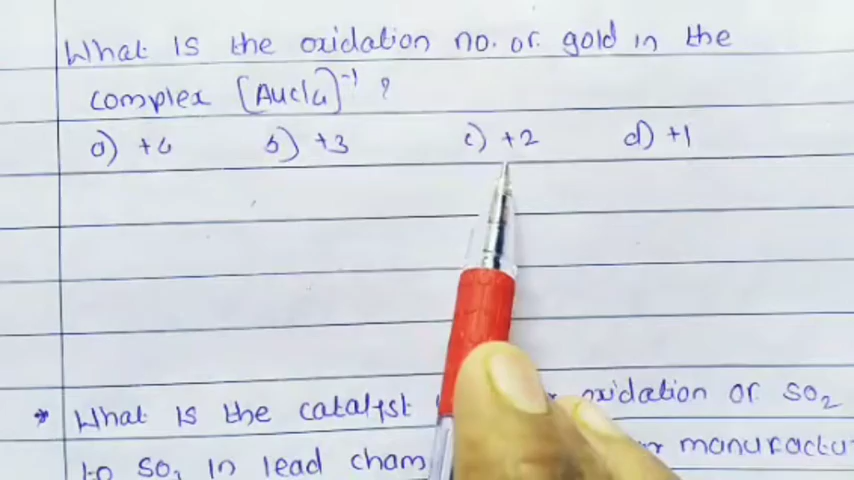 What is the oxidation no. of gold in the
complex [AuCl4]⁻¹ ?
a) +4 b) +3 c) +2 d) +1
* What is the catalyst oxidation of SO2
to SO3 in lead cham manufactu